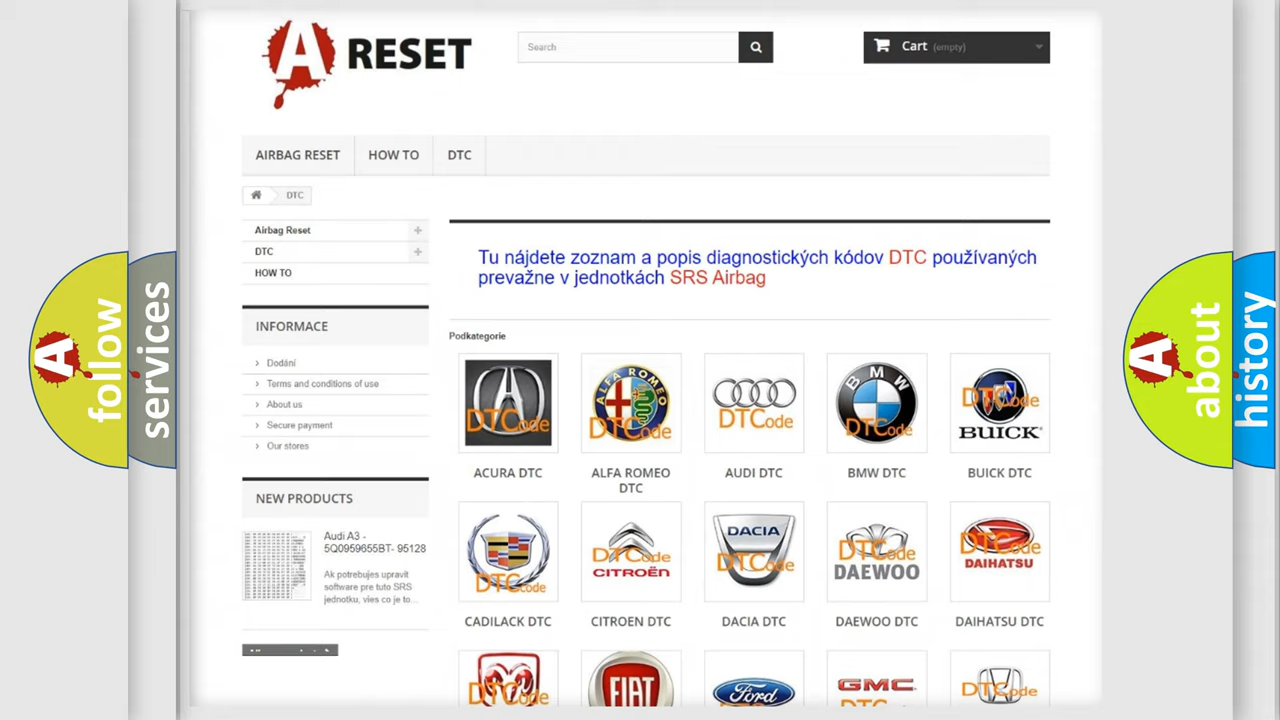 A RESET
Search
Cart (empty)
AIRBAG RESET
HOW TO
DTC
DTC
Airbag Reset
DTC
HOW TO
Tu nájdete zoznam a popis diagnostických kódov DTC používaných
prevažne v jednotkách SRS Airbag
INFORMACE
Dodání
Terms and conditions of use
About us
Secure payment
Our stores
NEW PRODUCTS
Audi A3 -
5Q0959655BT- 95128
Ak potrebujes upravit
software pre tuto SRS
jednotku, vies co je to...
Podkategorie
DTCode
ALFA ROMEO
DTCode
DTCode
BMW
DTCode
DTCode
BUICK
ACURA DTC
ALFA ROMEO
DTC
AUDI DTC
BMW DTC
BUICK DTC
DTCode
DTCode
CITROËN
DACIA
DTCode
DTCode
DAEWOO
DTCode
DAIHATSU
CADILACK DTC
CITROEN DTC
DACIA DTC
DAEWOO DTC
DAIHATSU DTC
DTCode
FIAT
Ford
GMC
DTCode
A follow
services
A about
history